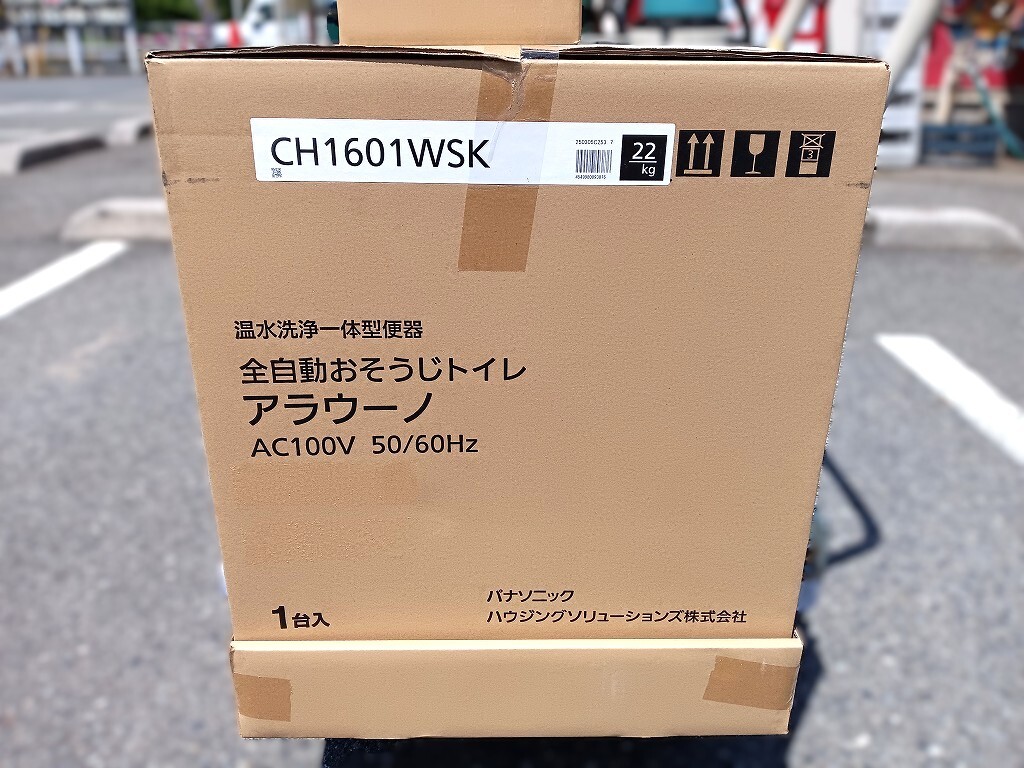 CH1601WSK
22
kg
3
温水洗浄一体型便器
全自動おそうじトイレ
アラウーノ
AC100V 50/60Hz
1台入
パナソニック
ハウジングソリューションズ株式会社